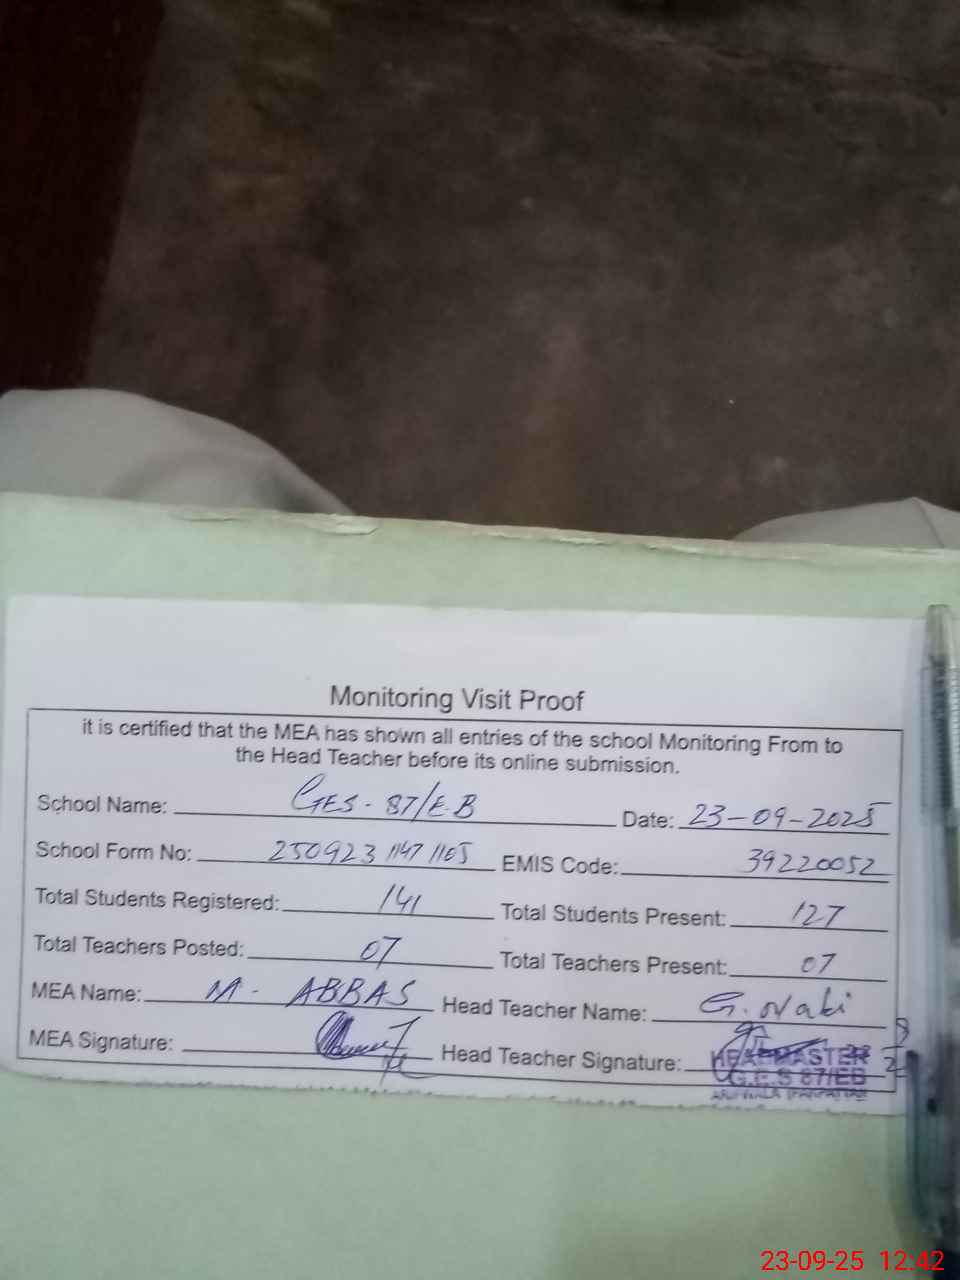 Monitoring Visit Proof
it is certified that the MEA has shown all entries of the school Monitoring From to
the Head Teacher before its online submission.
School Name: GES - 87/E.B Date: 23-09-2025
School Form No: 250923 1147 1105 EMIS Code: 39220052
Total Students Registered: 141 Total Students Present: 127
Total Teachers Posted: 07 Total Teachers Present: 07
MEA Name: M - ABBAS Head Teacher Name: G. Nabi
MEA Signature: Head Teacher Signature:
HEADMASTER
G.E.S 87/EB
23-09-25 12:42